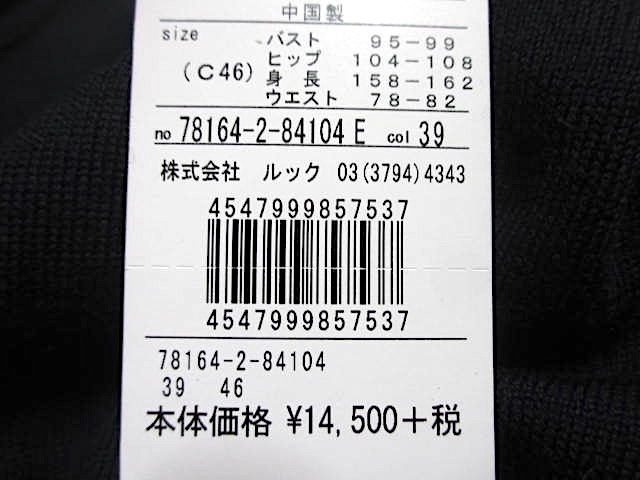 中国製
size
バスト 95-99
ヒップ 104-108
(C46) 身長 158-162
ウエスト 78-82
no 78164-2-84104 E col 39
株式会社 ルック 03(3794)4343
4547999857537
4547999857537
78164-2-84104
39 46
本体価格 ¥14,500+税